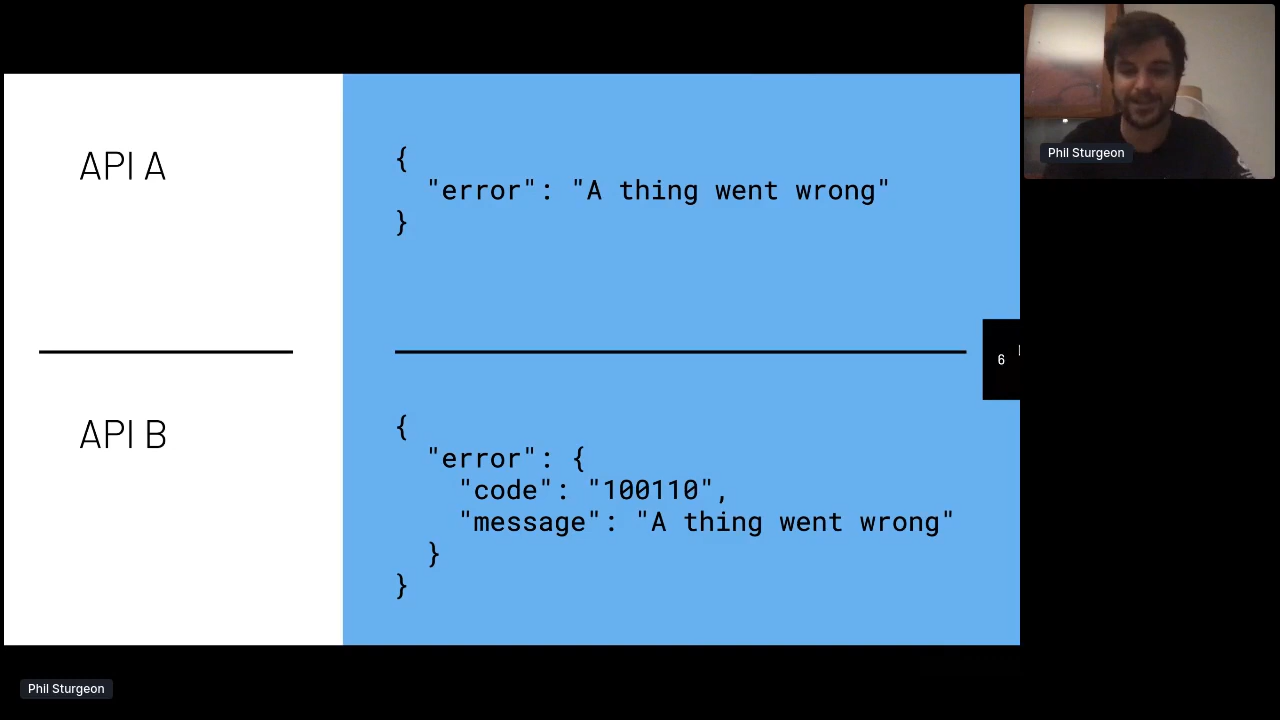 API A
{
  "error": "A thing went wrong"
}
6
API B
{
  "error": {
    "code": "100110",
    "message": "A thing went wrong"
  }
}
Phil Sturgeon
Phil Sturgeon